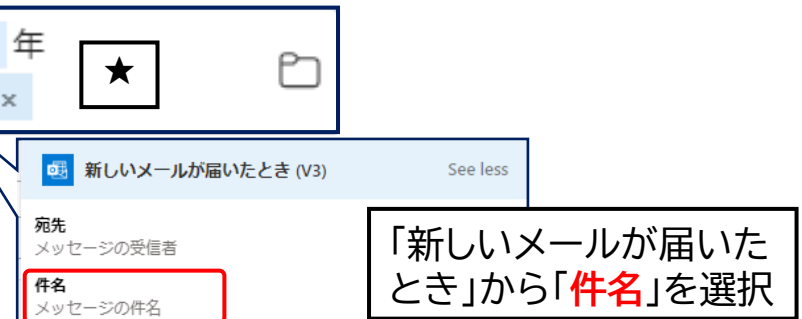 年
★
×
新しいメールが届いたとき (V3) See less
宛先
メッセージの受信者
件名
メッセージの件名
「新しいメールが届いた
とき」から「件名」を選択